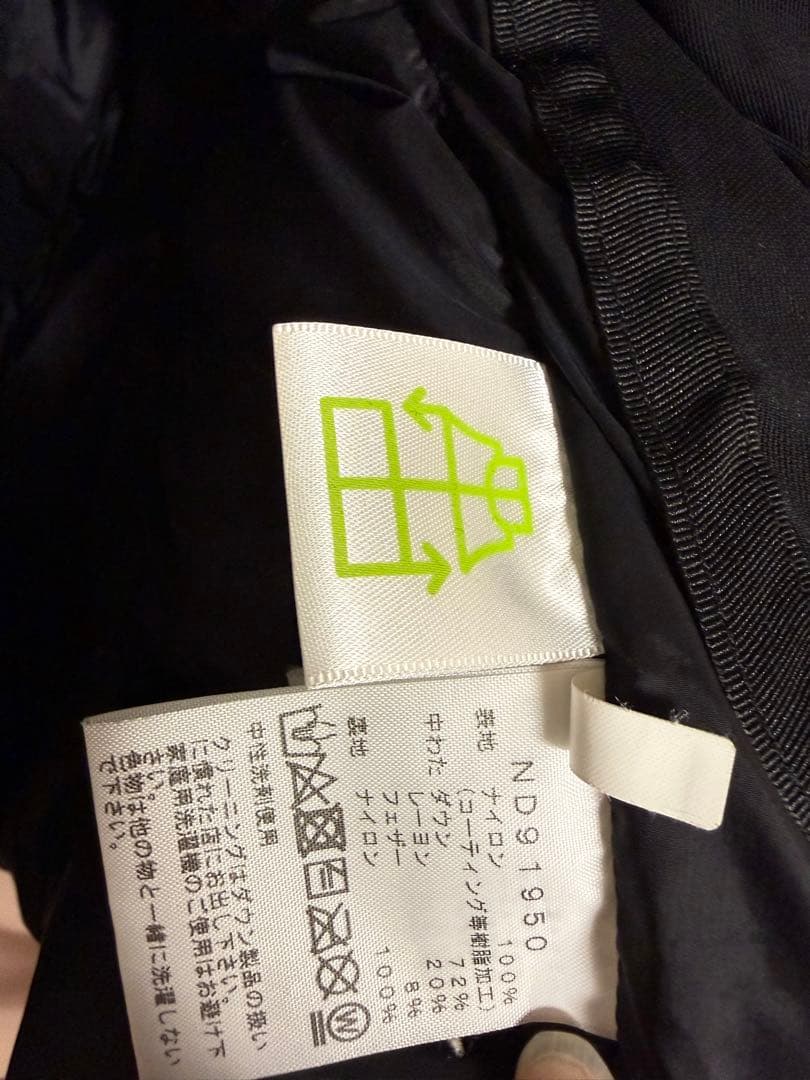 ND91950
表地 ナイロン 100%
(コーティング等樹脂加工)
中わた ダウン 72%
レーヨン 20%
フェザー 8%
裏地 ナイロン 100%
W
中性洗剤使用
クリーニングはダウン製品の扱い
に慣れた店にお出し下さい。
家庭用洗濯機のご使用はお避け下
さい。
色物は他の物と一緒に洗濯しない
で下さい。